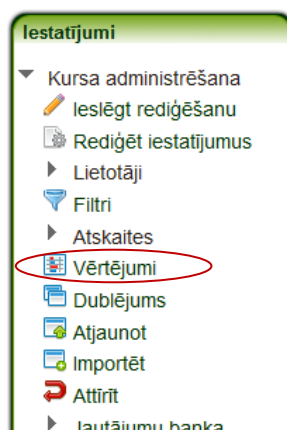 Iestatījumi
Kursa administrēšana
Ieslēgt rediģēšanu
Rediģēt iestatījumus
Lietotāji
Filtri
Atskaites
Vērtējumi
Dublējums
Atjaunot
Importēt
Attīrīt
Jautājumu banka